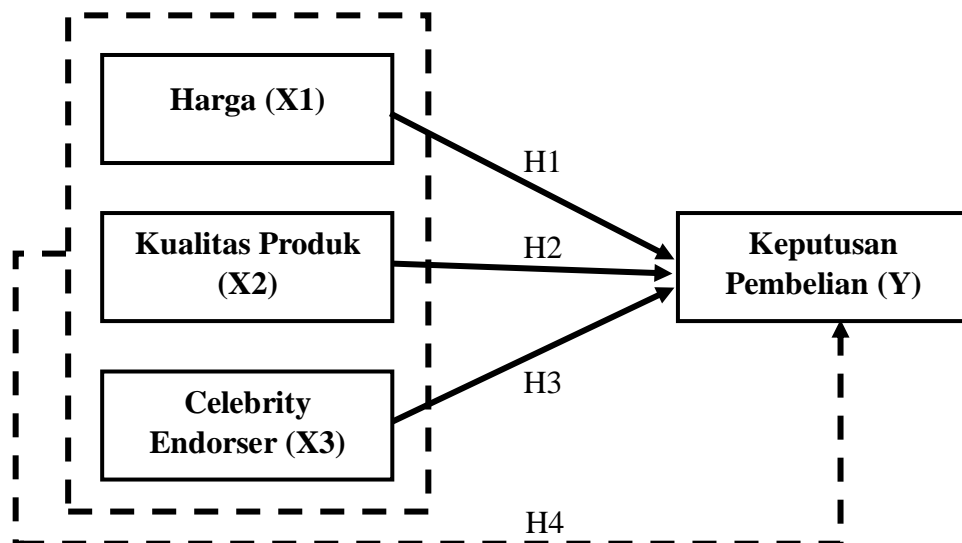 Harga (X1)
H1
Kualitas Produk
(X2)
H2
Keputusan
Pembelian (Y)
Celebrity
Endorser (X3)
H3
H4